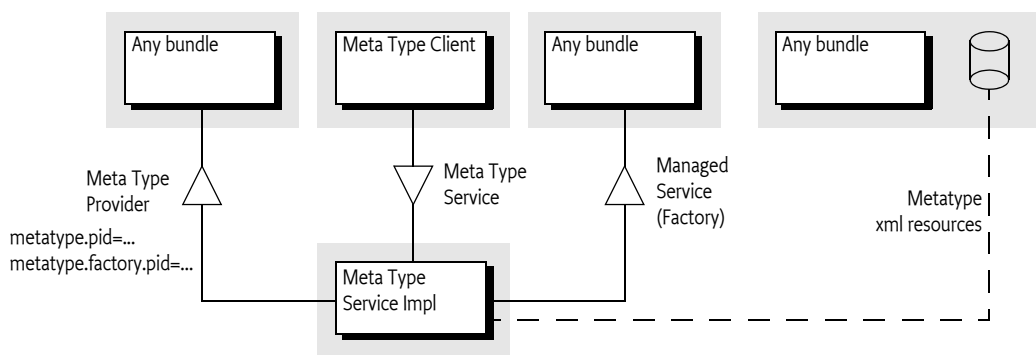 Any bundle
Meta Type Client
Any bundle
Any bundle
Meta Type
Provider
metatype.pid=...
metatype.factory.pid=...
Meta Type
Service
Managed
Service
(Factory)
Metatype
xml resources
Meta Type
Service Impl